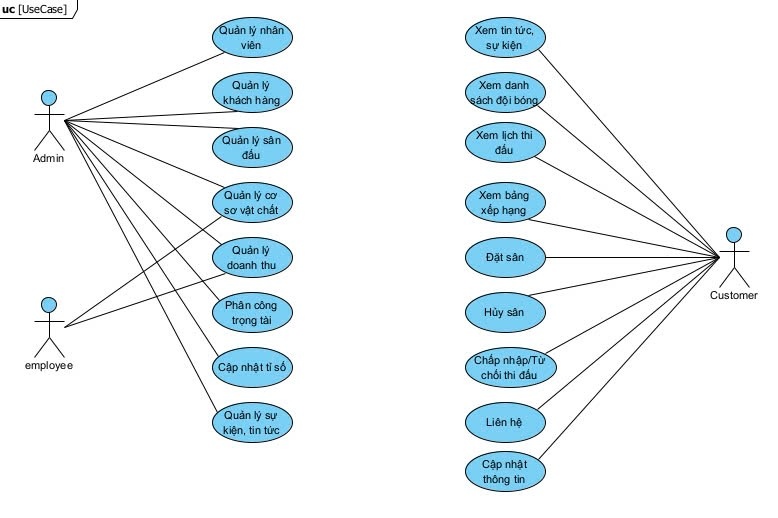 uc [UseCase]
Quản lý nhân
viên
Quản lý
khách hàng
Quản lý sân
đấu
Quản lý cơ
sơ vật chất
Quản lý
doanh thu
Phân công
trọng tài
Cập nhật tỉ số
Quản lý sự
kiện, tin tức
Admin
employee
Xem tin tức,
sự kiện
Xem danh
sách đội bóng
Xem lịch thi
đấu
Xem bảng
xếp hạng
Đặt sân
Hủy sân
Chấp nhập/Từ
chối thi đấu
Liên hệ
Cập nhật
thông tin
Customer